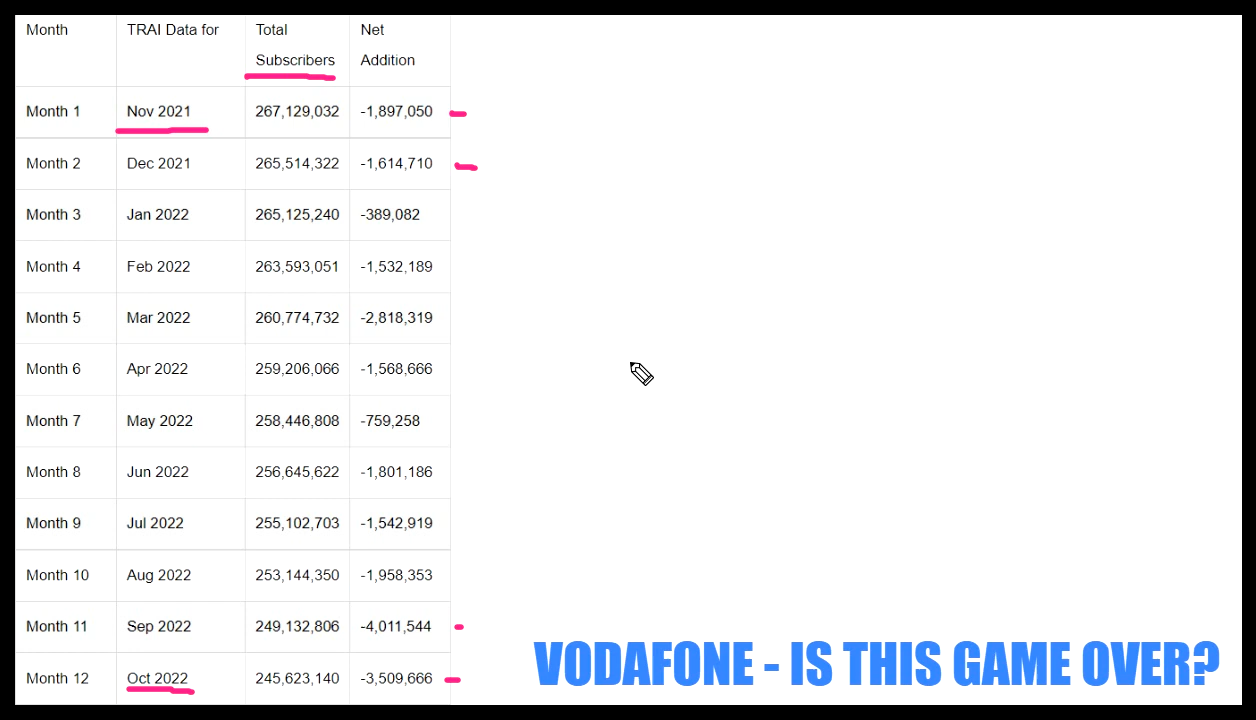 Month TRAI Data for Total Subscribers Net Addition
Month 1 Nov 2021 267,129,032 -1,897,050
Month 2 Dec 2021 265,514,322 -1,614,710
Month 3 Jan 2022 265,125,240 -389,082
Month 4 Feb 2022 263,593,051 -1,532,189
Month 5 Mar 2022 260,774,732 -2,818,319
Month 6 Apr 2022 259,206,066 -1,568,666
Month 7 May 2022 258,446,808 -759,258
Month 8 Jun 2022 256,645,622 -1,801,186
Month 9 Jul 2022 255,102,703 -1,542,919
Month 10 Aug 2022 253,144,350 -1,958,353
Month 11 Sep 2022 249,132,806 -4,011,544
Month 12 Oct 2022 245,623,140 -3,509,666
VODAFONE - IS THIS GAME OVER?